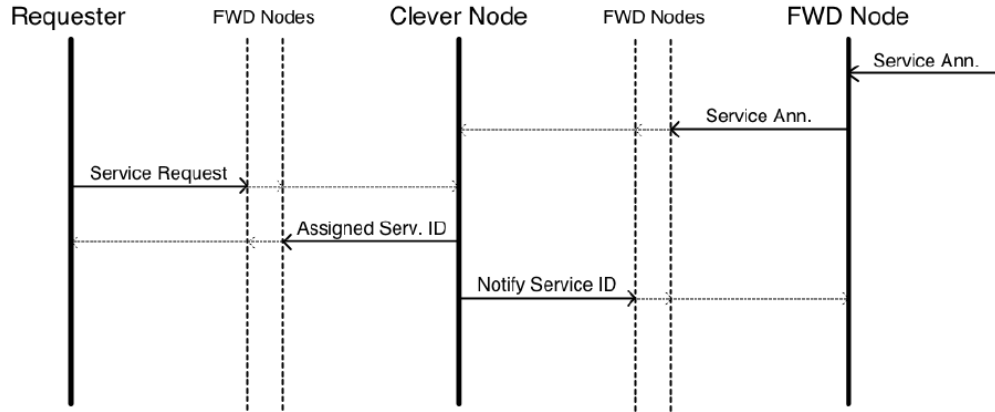 Requester
FWD Nodes
Clever Node
FWD Nodes
FWD Node
Service Ann.
Service Ann.
Service Request
Assigned Serv. ID
Notify Service ID